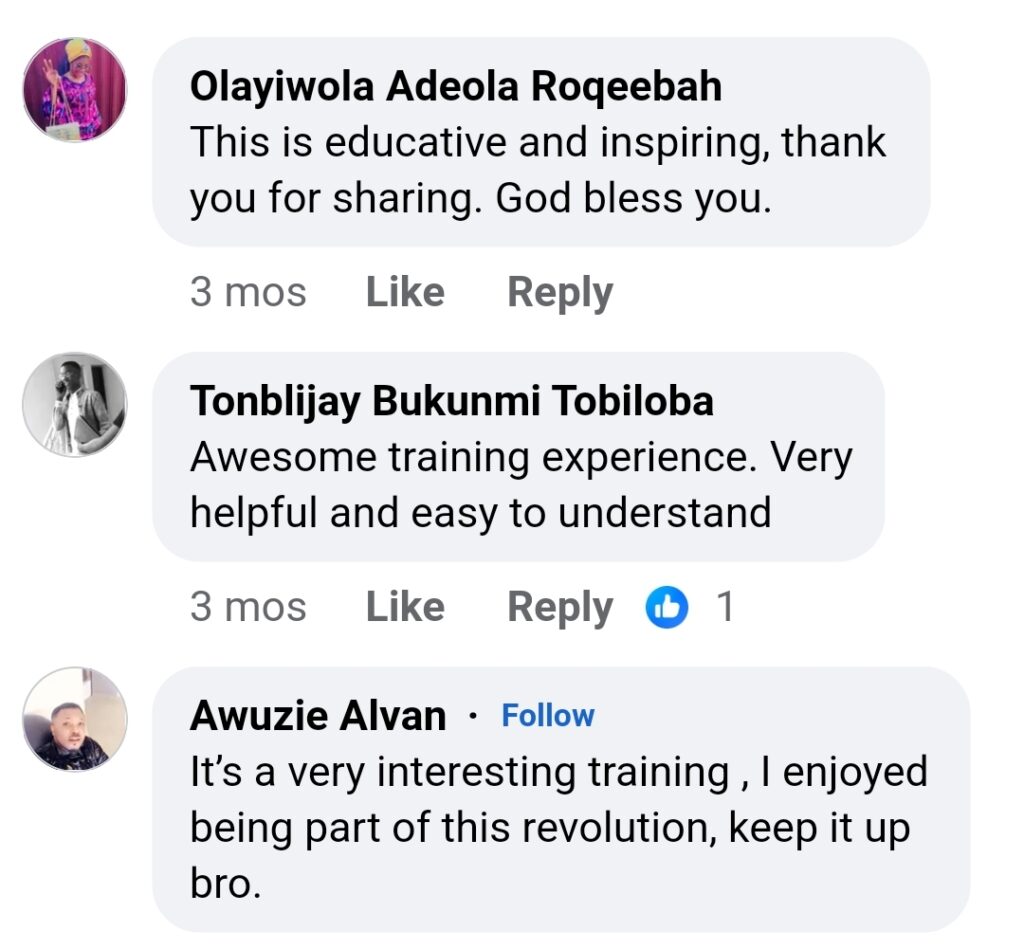 Olayiwola Adeola Roqeebah
This is educative and inspiring, thank
you for sharing. God bless you.
3 mos Like Reply
Tonblijay Bukunmi Tobiloba
Awesome training experience. Very
helpful and easy to understand
3 mos Like Reply 1
Awuzie Alvan · Follow
It’s a very interesting training , I enjoyed
being part of this revolution, keep it up
bro.